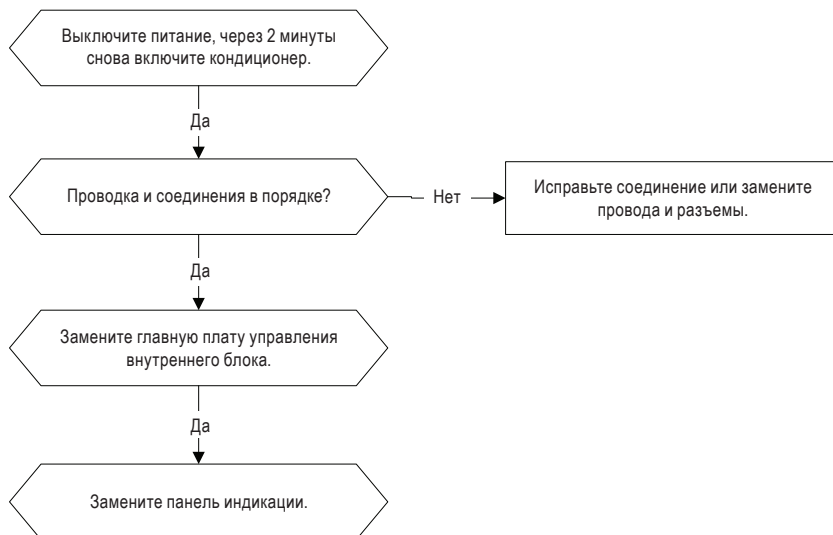 Выключите питание, через 2 минуты
снова включите кондиционер.
Да
Проводка и соединения в порядке?
Нет
Исправьте соединение или замените
провода и разъемы.
Да
Замените главную плату управления
внутреннего блока.
Да
Замените панель индикации.